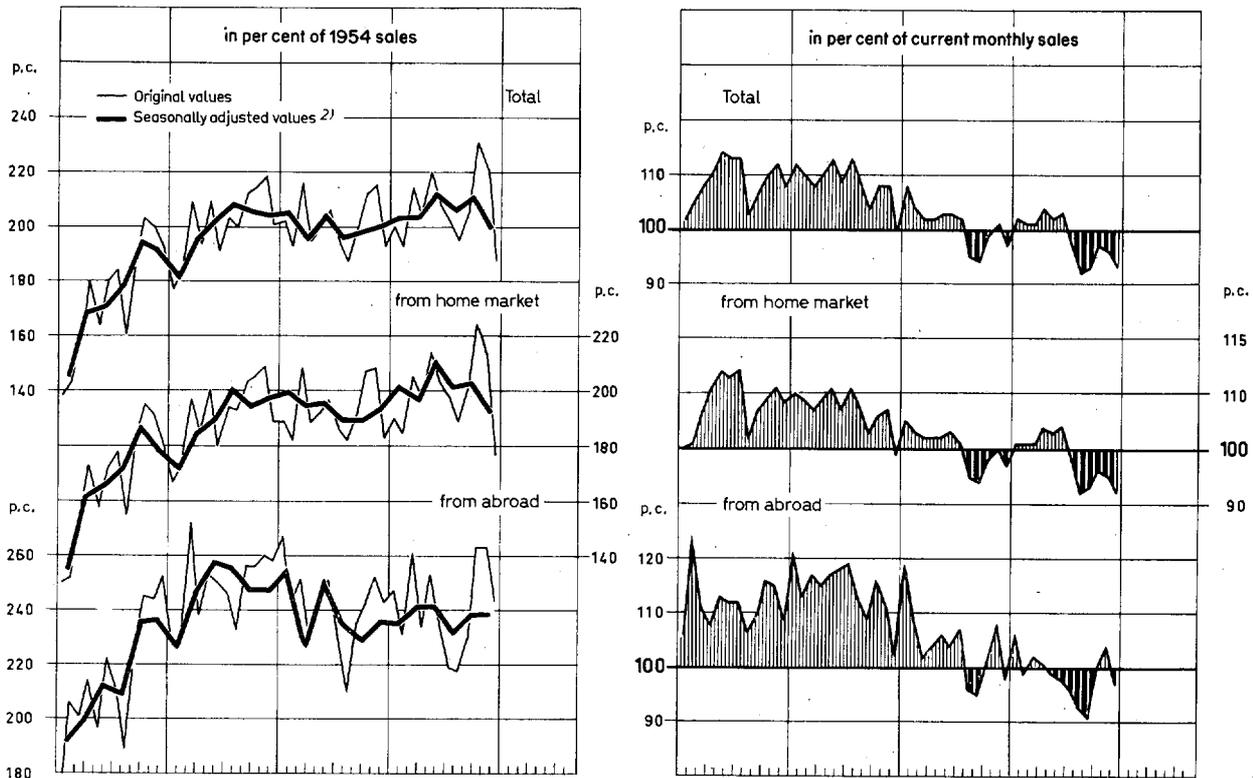 in per cent of 1954 sales
p.c.
Original values
Seasonally adjusted values 2)
Total
240
220
200
180
160
140
from home market
p.c.
220
200
180
160
140
from abroad
p.c.
260
240
220
200
180
in per cent of current monthly sales
Total
p.c.
110
100
90
from home market
p.c.
115
110
100
90
from abroad
p.c.
120
110
100
90